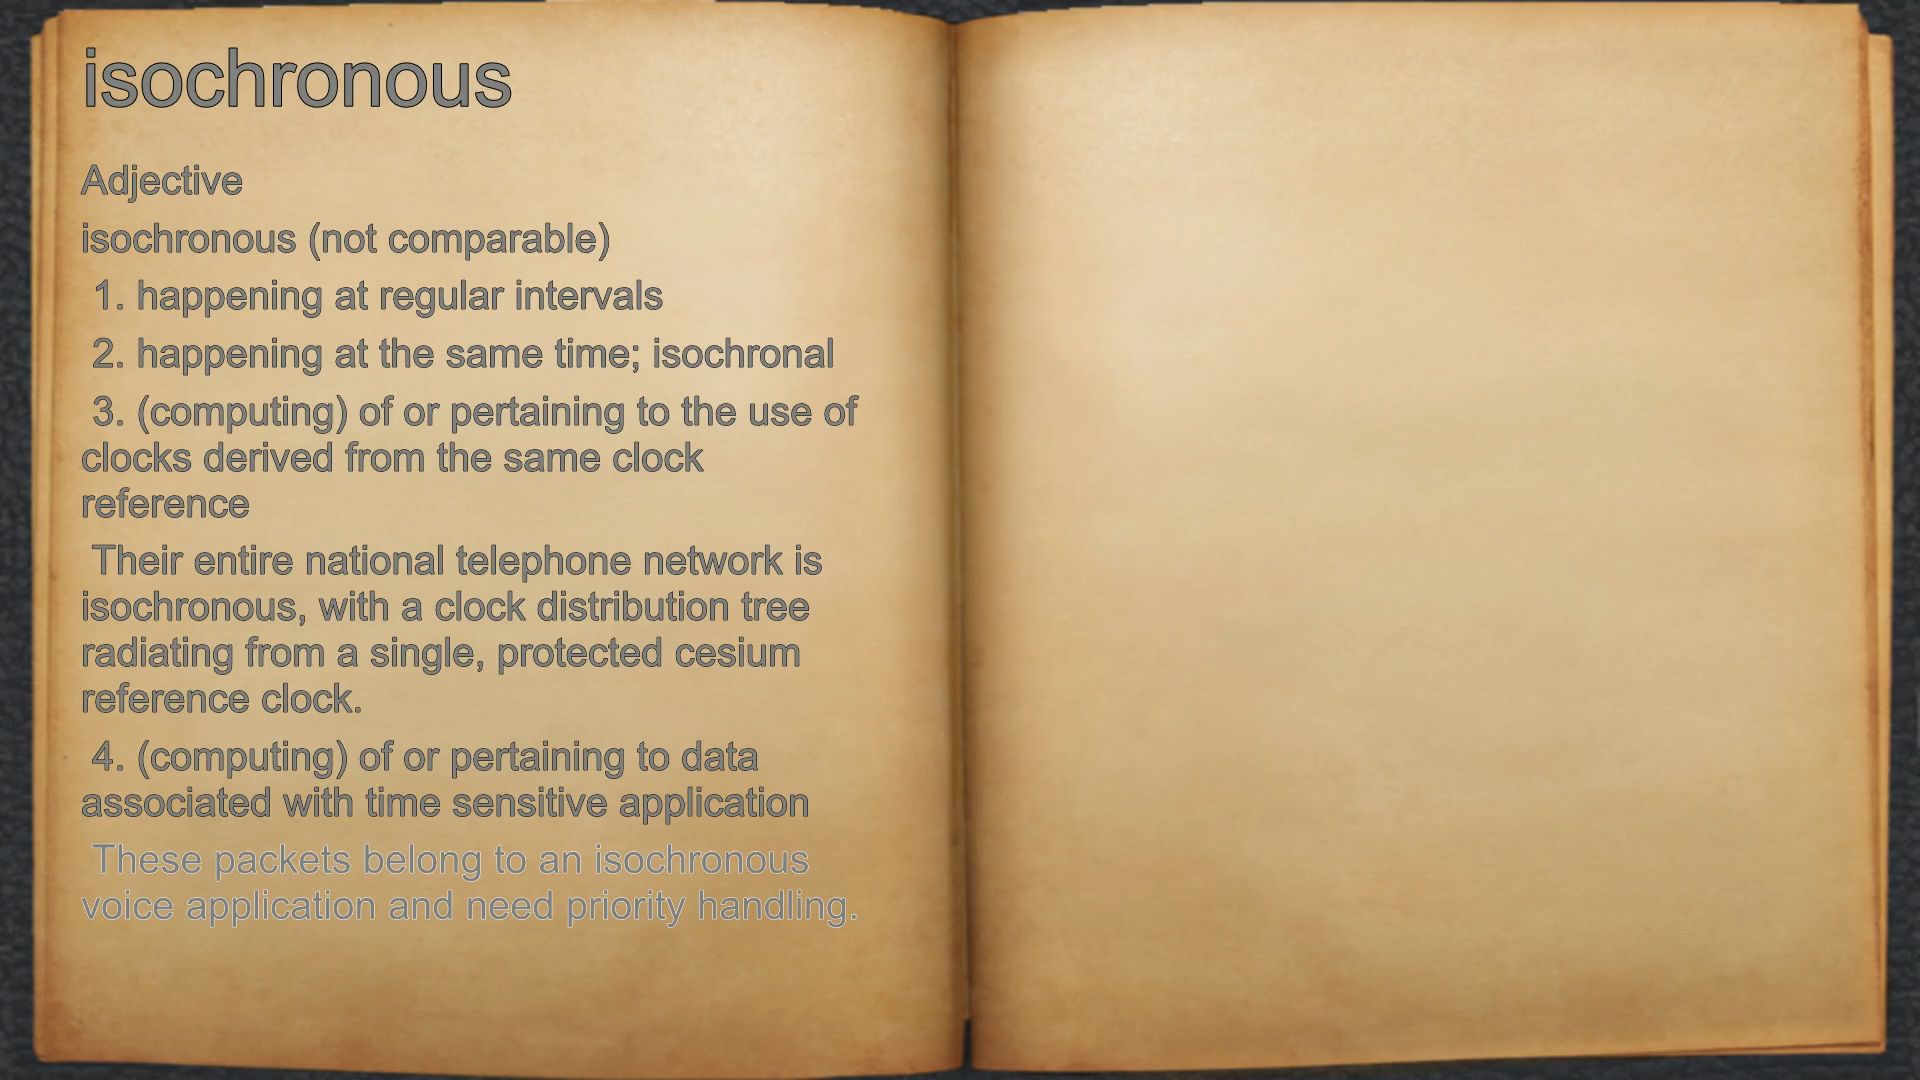 isochronous
Adjective
isochronous (not comparable)
1. happening at regular intervals
2. happening at the same time; isochronal
3. (computing) of or pertaining to the use of
clocks derived from the same clock
reference
Their entire national telephone network is
isochronous, with a clock distribution tree
radiating from a single, protected cesium
reference clock.
4. (computing) of or pertaining to data
associated with time sensitive application
These packets belong to an isochronous
voice application and need priority handling.